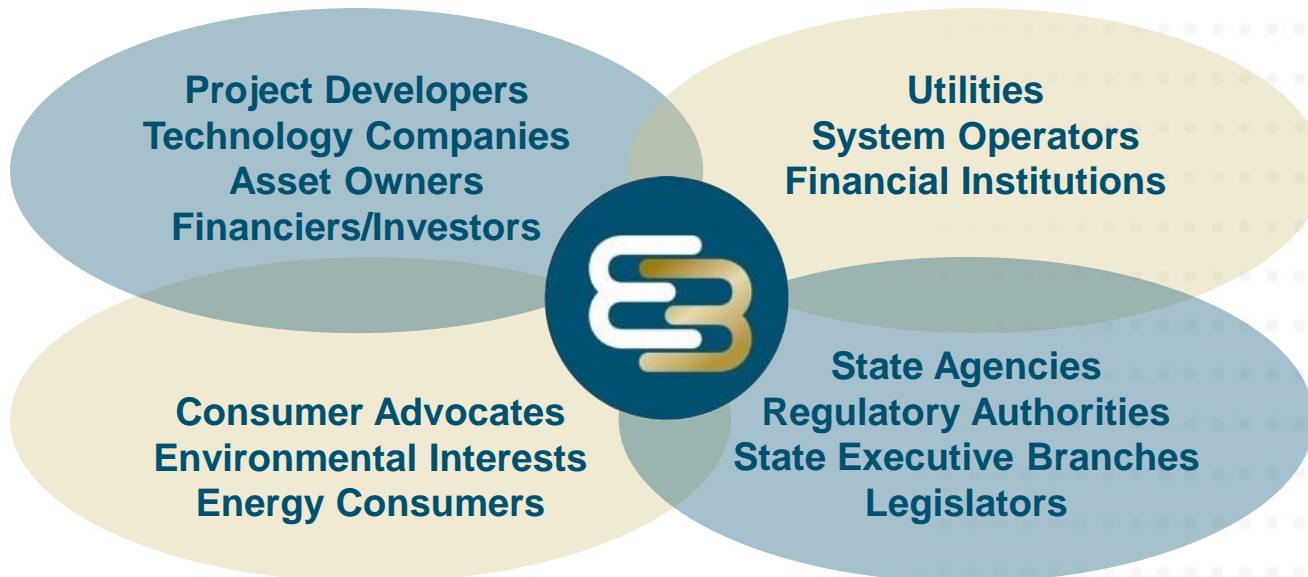 Project Developers
Technology Companies
Asset Owners
Financiers/Investors
Utilities
System Operators
Financial Institutions
Consumer Advocates
Environmental Interests
Energy Consumers
State Agencies
Regulatory Authorities
State Executive Branches
Legislators